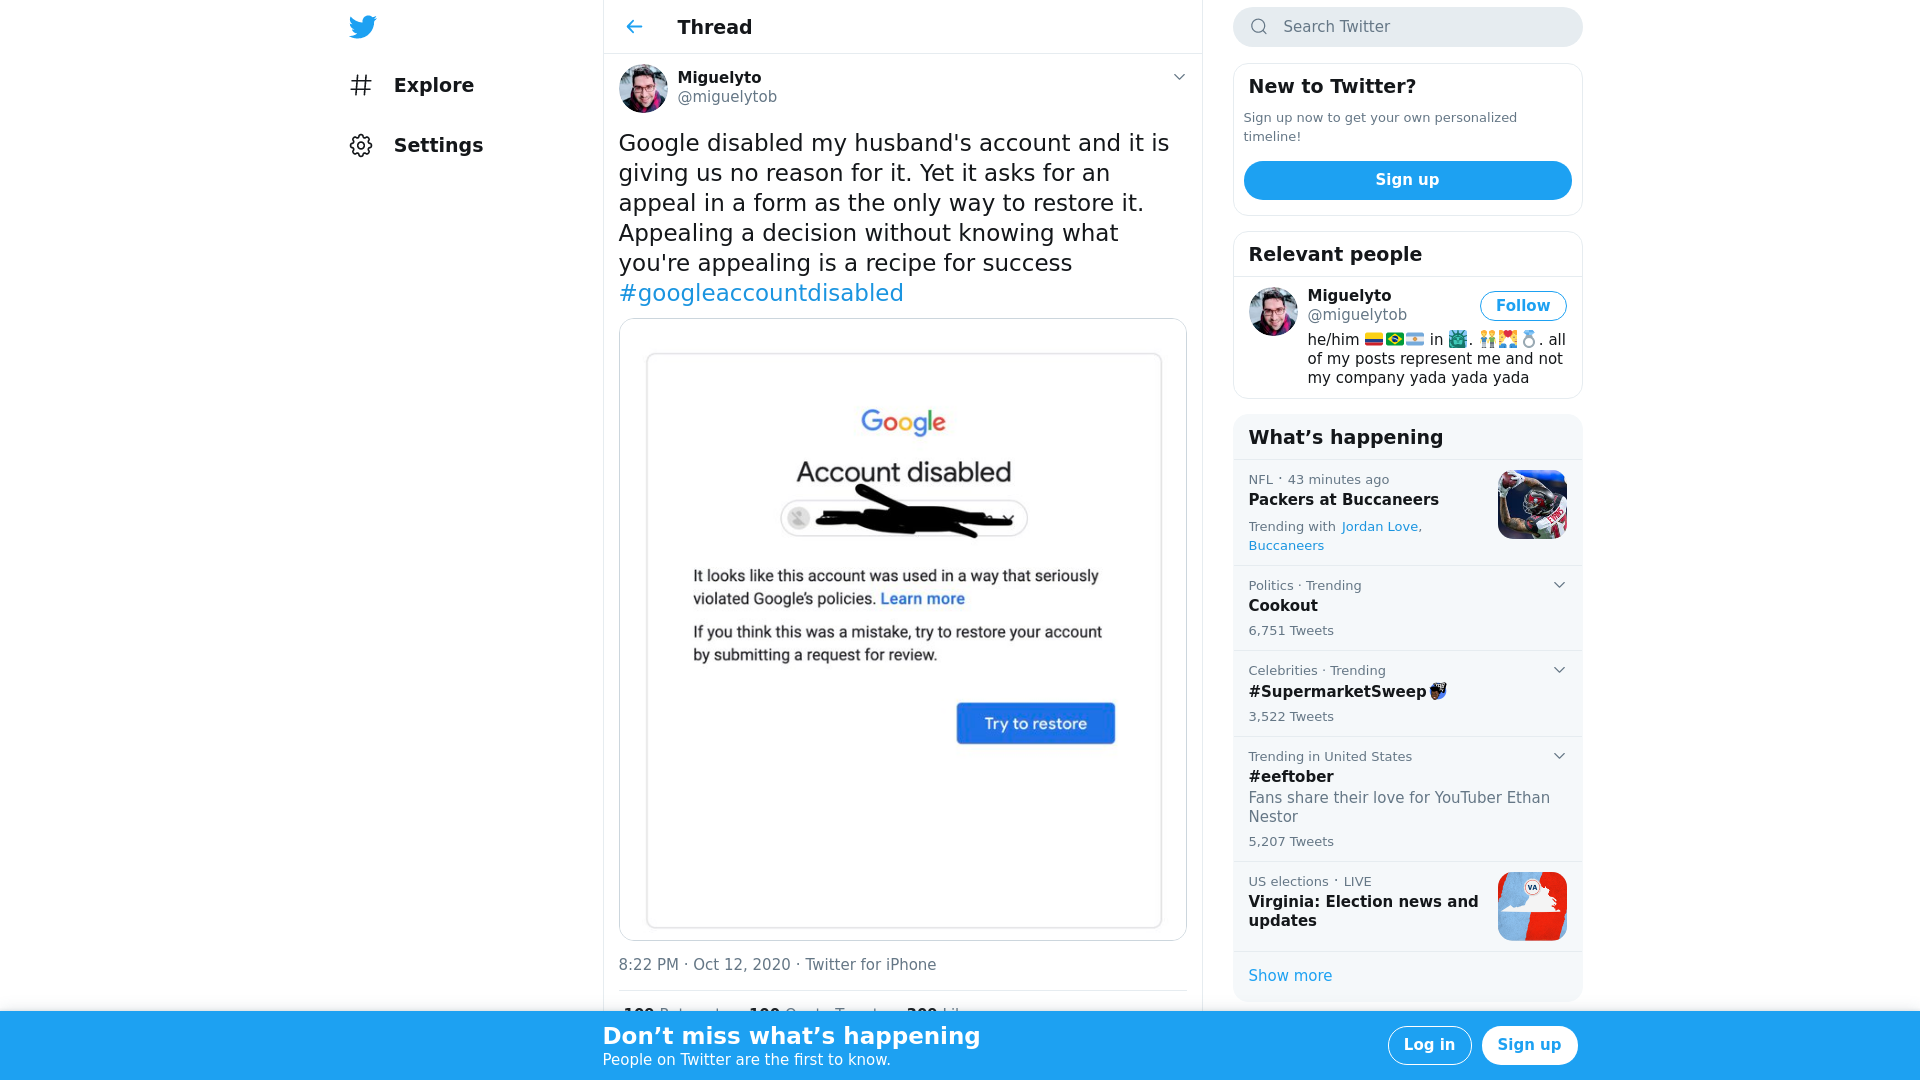 Explore
Settings
Thread
Miguelyto
@miguelytob
Google disabled my husband's account and it is
giving us no reason for it. Yet it asks for an
appeal in a form as the only way to restore it.
Appealing a decision without knowing what
you're appealing is a recipe for success
#googleaccountdisabled
Google
Account disabled
It looks like this account was used in a way that seriously
violated Google's policies. Learn more
If you think this was a mistake, try to restore your account
by submitting a request for review.
Try to restore
8:22 PM · Oct 12, 2020 · Twitter for iPhone
Search Twitter
New to Twitter?
Sign up now to get your own personalized
timeline!
Sign up
Relevant people
Miguelyto
@miguelytob
Follow
he/him 🇨🇴🇧🇷🇦🇷 in 🗽. 👬💑💍. all
of my posts represent me and not
my company yada yada yada
What’s happening
NFL · 43 minutes ago
Packers at Buccaneers
Trending with Jordan Love,
Buccaneers
Politics · Trending
Cookout
6,751 Tweets
Celebrities · Trending
#SupermarketSweep
3,522 Tweets
Trending in United States
#eeftober
Fans share their love for YouTuber Ethan
Nestor
5,207 Tweets
US elections · LIVE
Virginia: Election news and
updates
VA
Show more
Don’t miss what’s happening
People on Twitter are the first to know.
Log in
Sign up